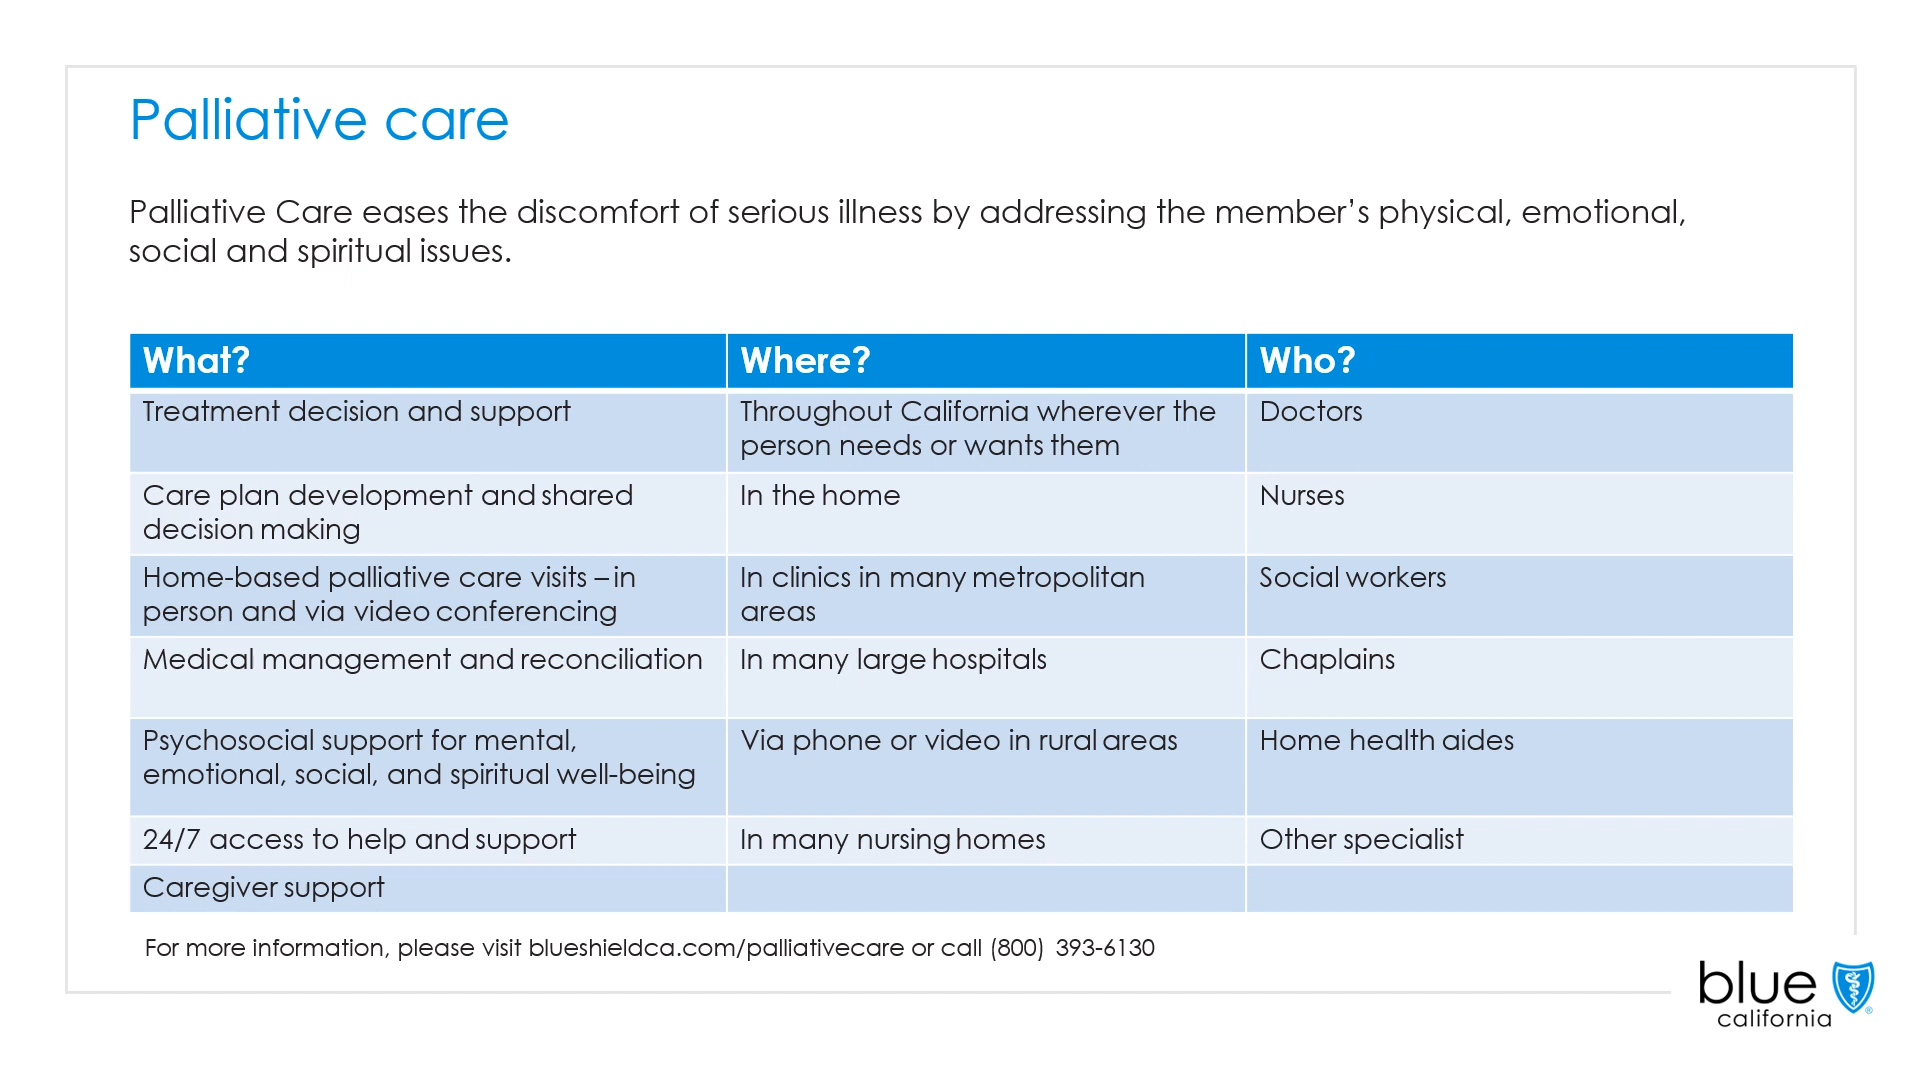 Palliative care
Palliative Care eases the discomfort of serious illness by addressing the member’s physical, emotional,
social and spiritual issues.
What?
Where?
Who?
Treatment decision and support
Throughout California wherever the
person needs or wants them
Doctors
Care plan development and shared
decision making
In the home
Nurses
Home-based palliative care visits – in
person and via video conferencing
In clinics in many metropolitan
areas
Social workers
Medical management and reconciliation
In many large hospitals
Chaplains
Psychosocial support for mental,
emotional, social, and spiritual well-being
Via phone or video in rural areas
Home health aides
24/7 access to help and support
In many nursing homes
Other specialist
Caregiver support
For more information, please visit blueshieldca.com/palliativecare or call (800) 393-6130
blue
california
®